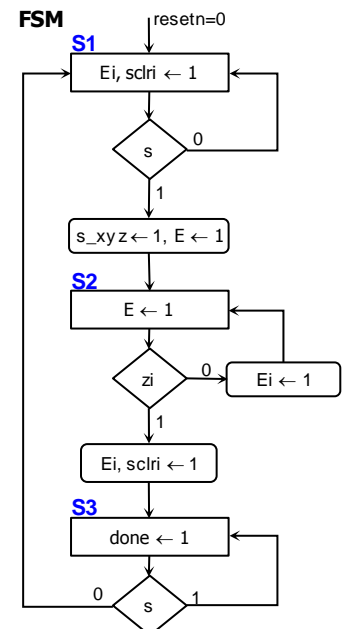 FSM
resetn=0
S1
Ei, sclri ← 1
0
s
1
s_xyz ← 1, E ← 1
S2
E ← 1
zi
0
Ei ← 1
1
Ei, sclri ← 1
S3
done ← 1
0
s
1